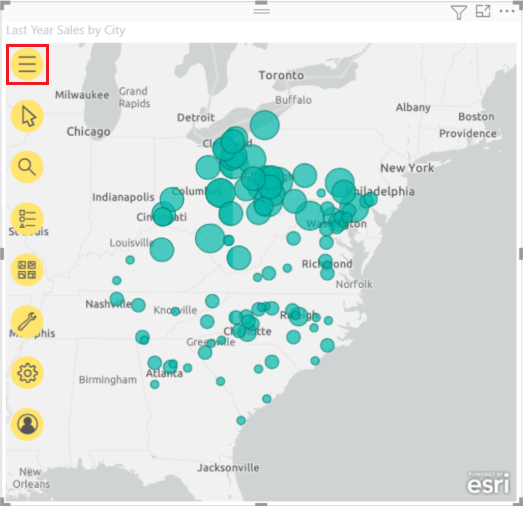 Last Year Sales by City
Toronto
Milwaukee
Grand
Rapids
Buffalo
Detroit
Albany
Boston
Chicago
Providence
New York
Indianapolis
Philadelphia
Cincinnati
Washington
Louisville
Richmond
Norfolk
Nashville
Knoxville
Raleigh
Memphis
Charlotte
Greenville
Atlanta
Birmingham
Jacksonville
New
Orleans
POWERED BY
esri